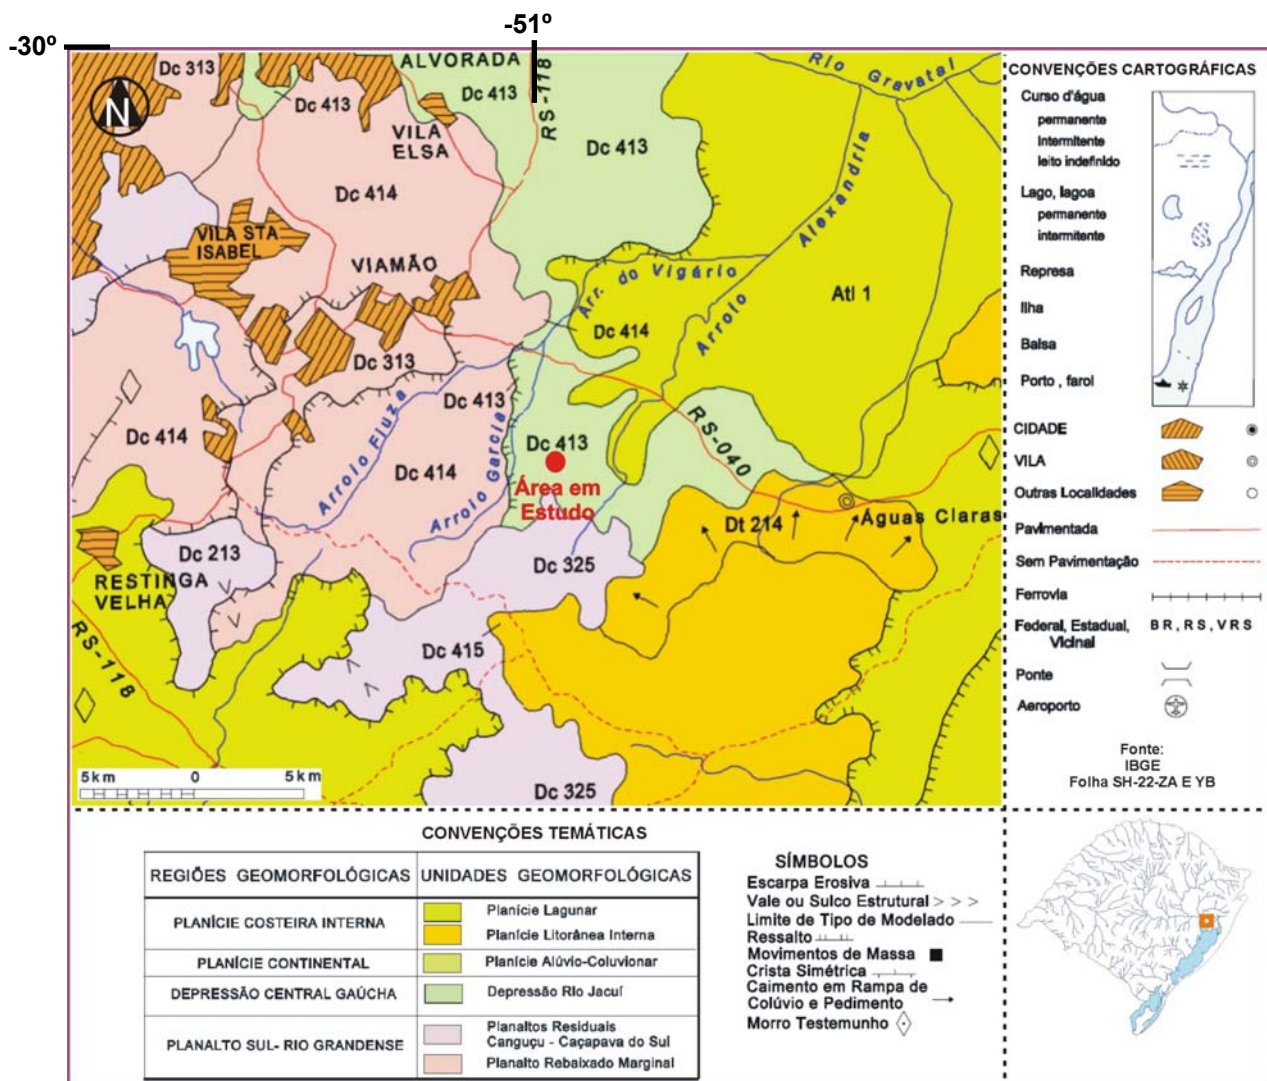 -30º
-51º
N
Dc 313
Dc 413
ALVORADA
Dc 413
RS-118
Rio Gravataí
VILA
ELSA
Dc 413
Dc 414
Arroio Alexandria
VILA STA
ISABEL
VIAMÃO
Arr. do Vigário
Atl 1
Dc 414
Dc 313
Dc 413
Arroio Fiuza
Dc 414
Dc 414
Arroio Garcia
Dc 413
RS-040
Área em
Estudo
Dt 214
Águas Claras
Dc 213
RESTINGA
VELHA
Dc 325
RS-118
Dc 415
Dc 325
5 km 0 5 km
CONVENÇÕES CARTOGRÁFICAS
Curso d'água
permanente
intermitente
leito indefinido
Lago, lagoa
permanente
intermitente
Represa
Ilha
Balsa
Porto , farol
CIDADE
VILA
Outras Localidades
Pavimentada
Sem Pavimentação
Ferrovia
Federal, Estadual,
Vicinal
BR, RS, VRS
Ponte
Aeroporto
Fonte:
IBGE
Folha SH-22-ZA E YB
CONVENÇÕES TEMÁTICAS
REGIÕES GEOMORFOLÓGICAS
UNIDADES GEOMORFOLÓGICAS
PLANÍCIE COSTEIRA INTERNA
Planície Lagunar
Planície Litorânea Interna
PLANÍCIE CONTINENTAL
Planície Alúvio-Coluvionar
DEPRESSÃO CENTRAL GAÚCHA
Depressão Rio Jacuí
PLANALTO SUL- RIO GRANDENSE
Planaltos Residuais
Canguçu - Caçapava do Sul
Planalto Rebaixado Marginal
SÍMBOLOS
Escarpa Erosiva
Vale ou Sulco Estrutural > > >
Limite de Tipo de Modelado
Ressalto
Movimentos de Massa
Crista Simétrica
Caimento em Rampa de
Colúvio e Pedimento
Morro Testemunho